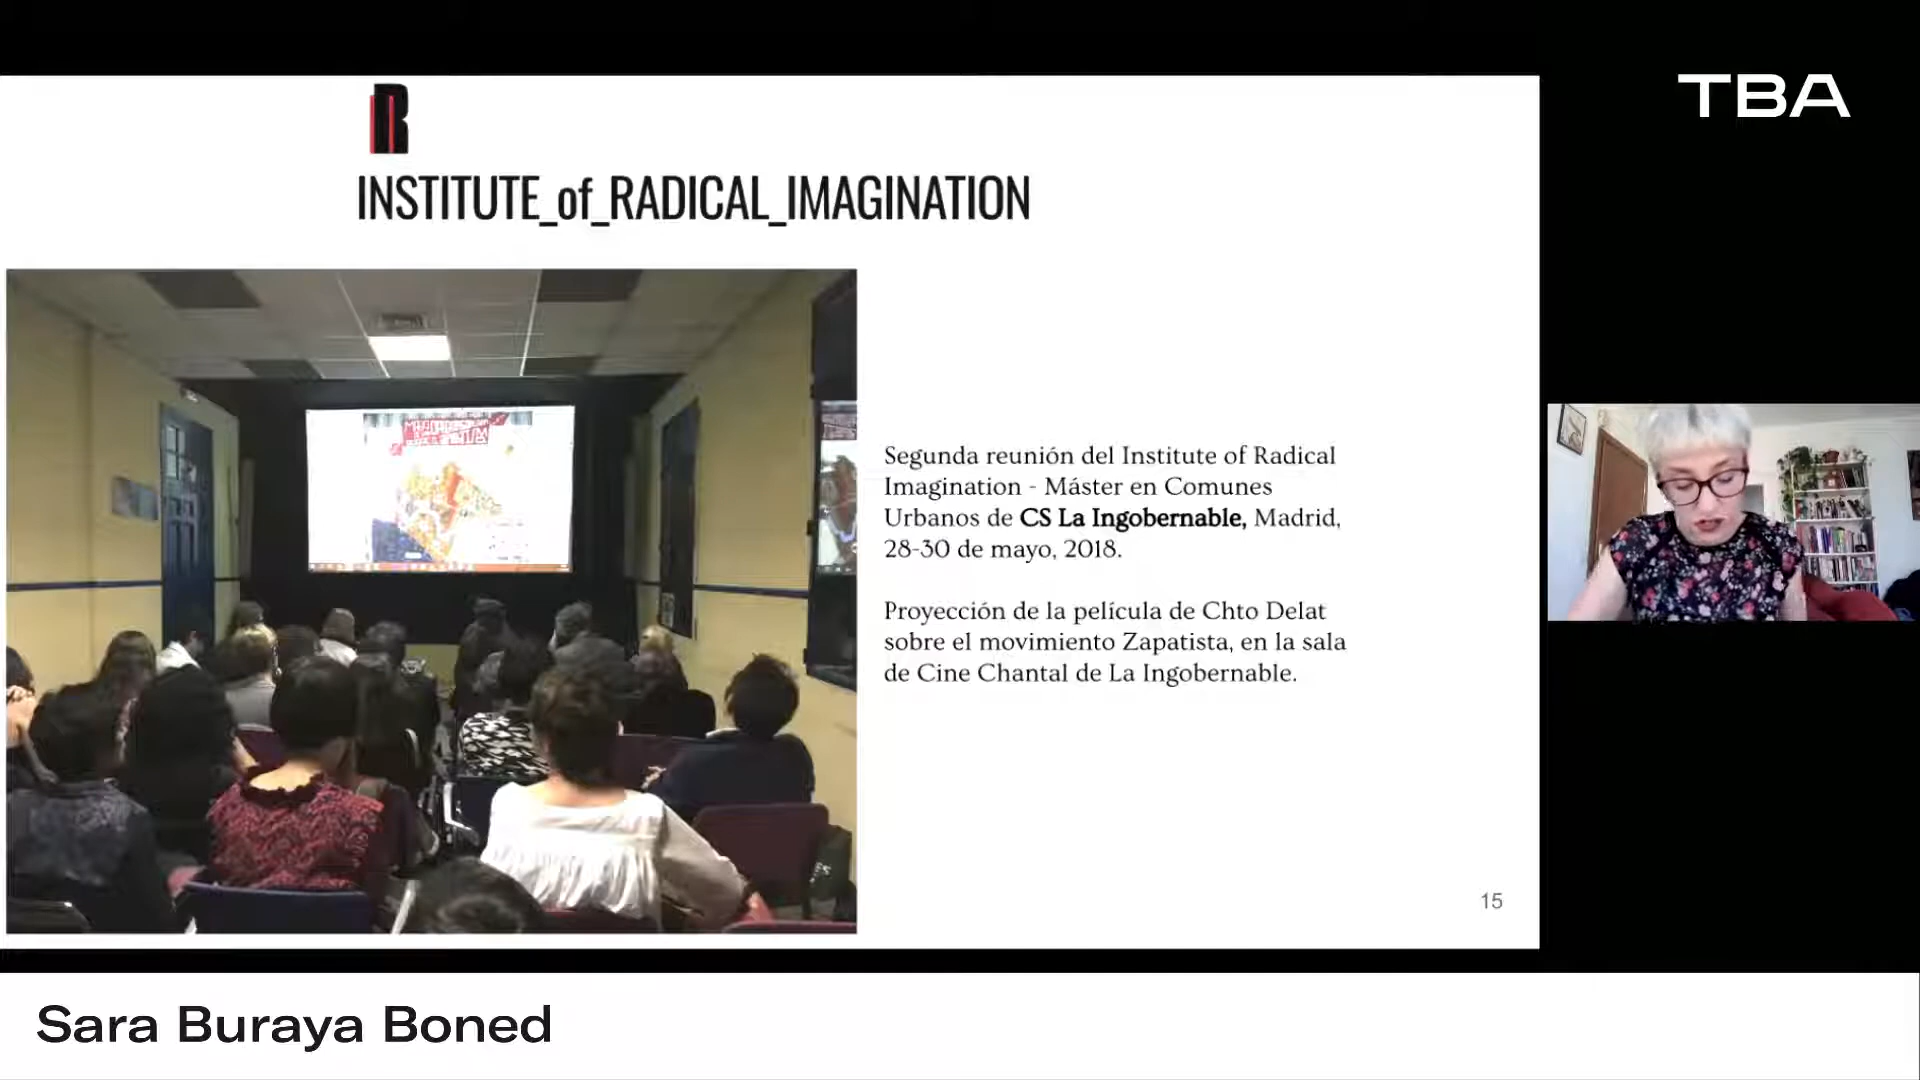 TBA
R
INSTITUTE_of_RADICAL_IMAGINATION
Segunda reunión del Institute of Radical
Imagination - Máster en Comunes
Urbanos de CS La Ingobernable, Madrid,
28-30 de mayo, 2018.
Proyección de la película de Chto Delat
sobre el movimiento Zapatista, en la sala
de Cine Chantal de La Ingobernable.
15
Sara Buraya Boned